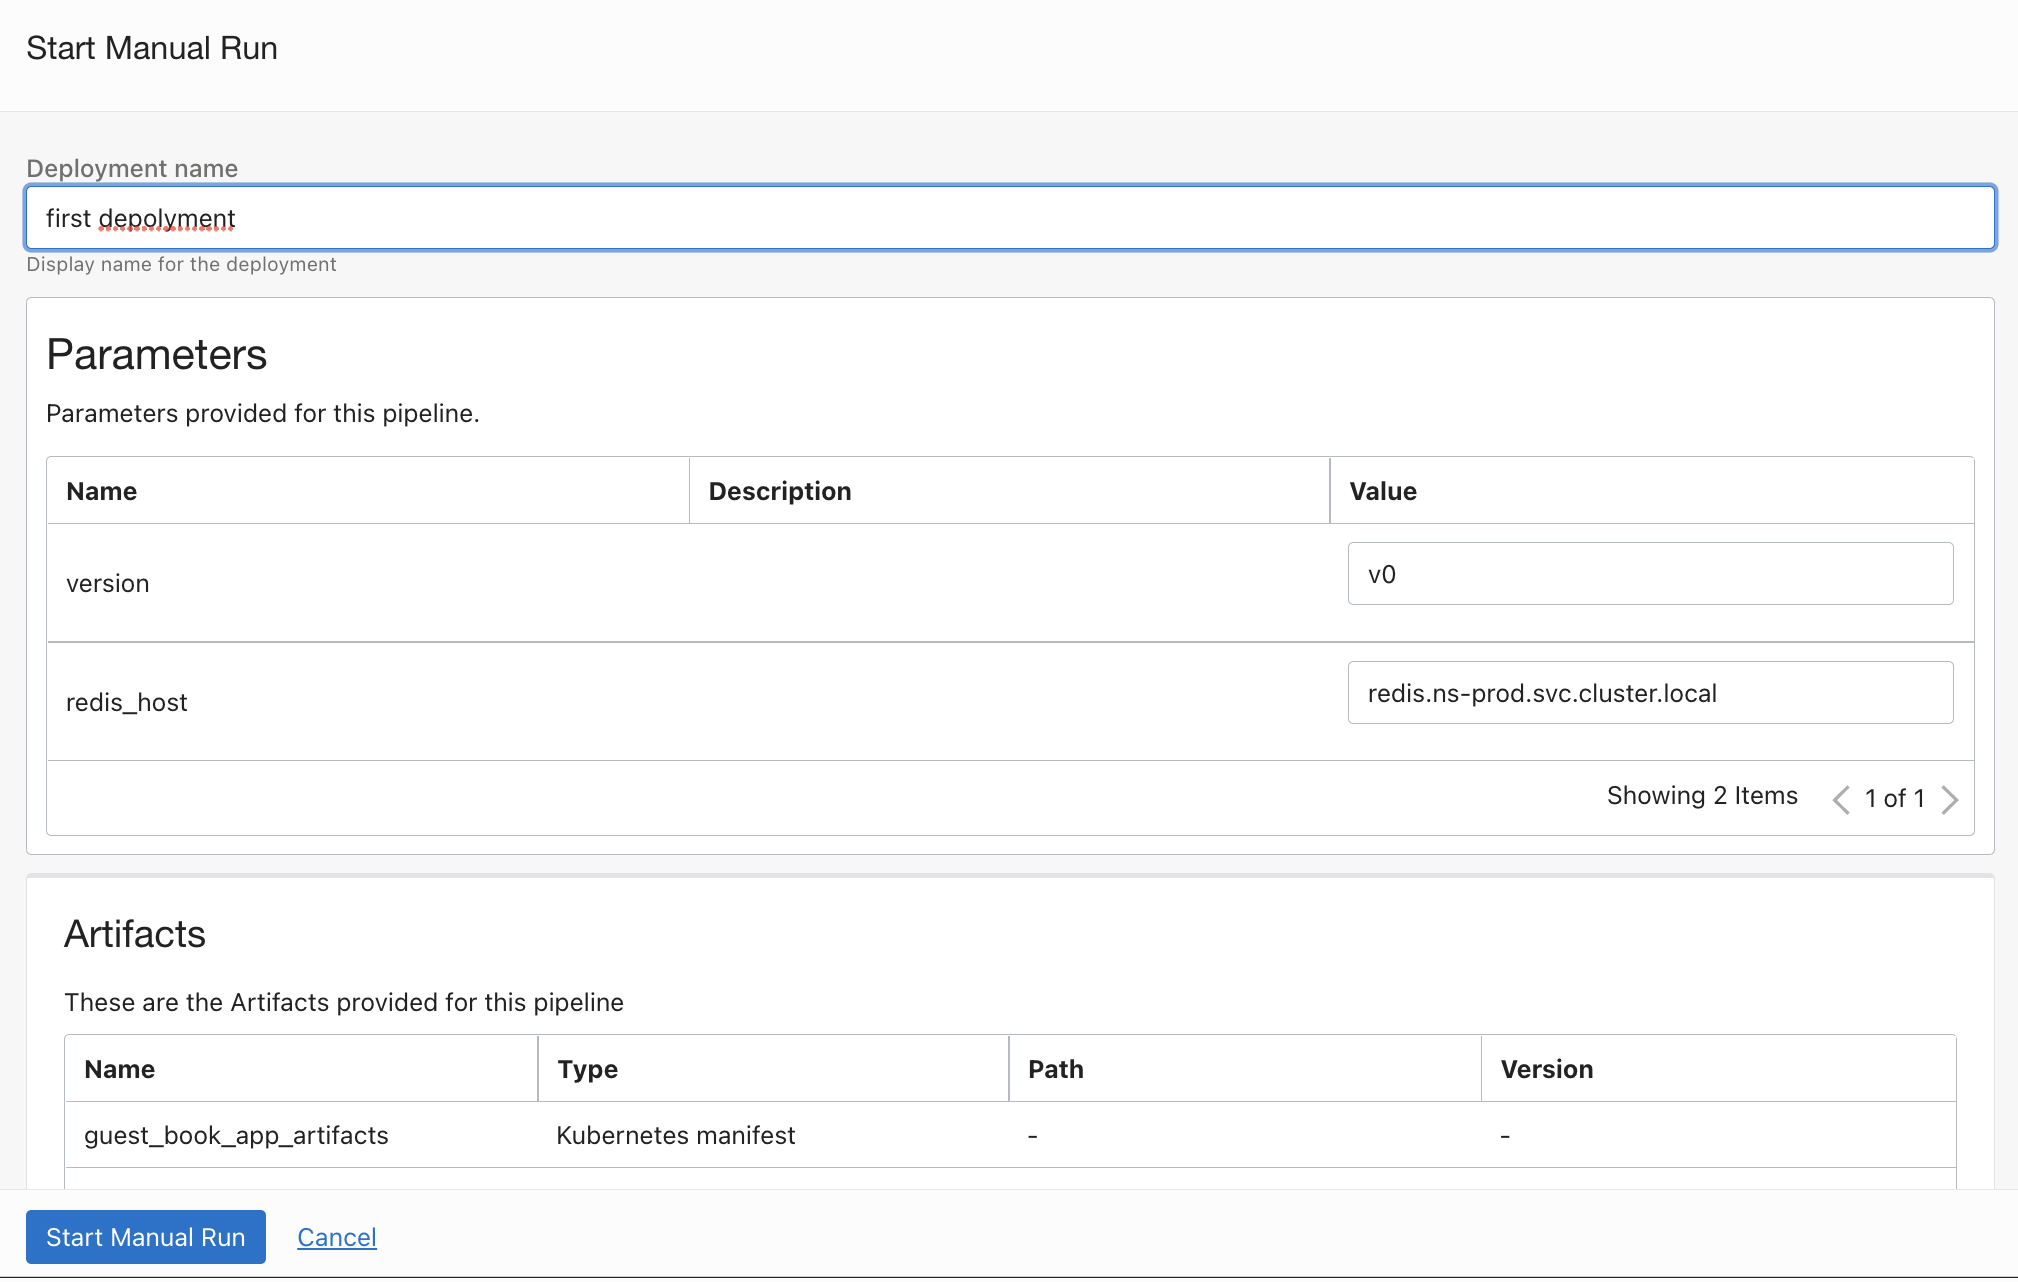 Start Manual Run
Deployment name
first depolyment
Display name for the deployment
Parameters
Parameters provided for this pipeline.
Name Description Value
version v0
redis_host redis.ns-prod.svc.cluster.local
Showing 2 Items 1 of 1
Artifacts
These are the Artifacts provided for this pipeline
Name Type Path Version
guest_book_app_artifacts Kubernetes manifest - -
Start Manual Run Cancel